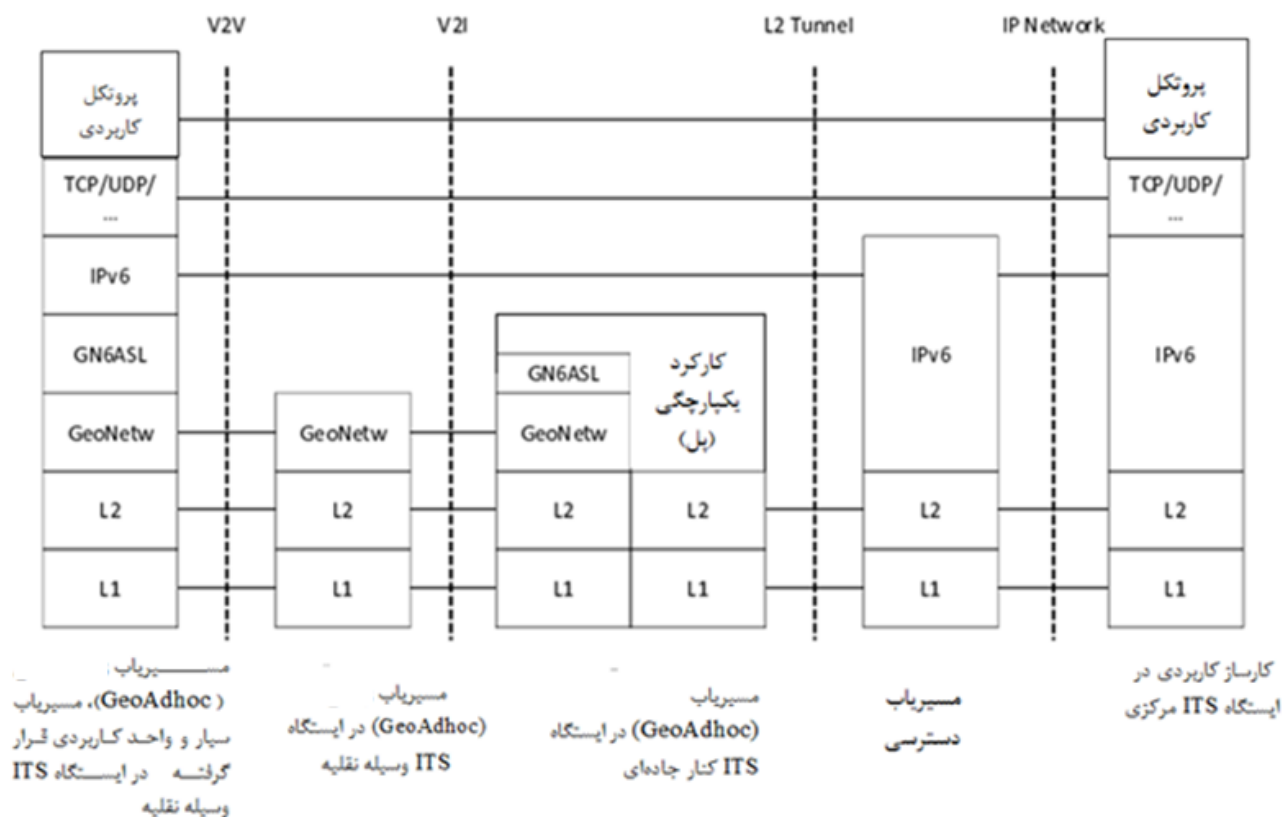 V2V
V2I
L2 Tunnel
IP Network
پروتکل
کاربردی
TCP/UDP/
...
IPv6
GN6ASL
GeoNetw
L2
L1
GeoNetw
L2
L1
GN6ASL
GeoNetw
L2
L1
کارکرد
یکپارچگی
(پل)
L2
L1
IPv6
L2
L1
پروتکل
کاربردی
TCP/UDP/
...
IPv6
L2
L1
مسیریاب
(GeoAdhoc)، مسیریاب
سیار و واحد کاربردی قرار
گرفته در ایستگاه ITS
وسیله نقلیه
مسیریاب
(GeoAdhoc) در ایستگاه
ITS وسیله نقلیه
مسیریاب
(GeoAdhoc) در ایستگاه
ITS کنار جاده‌ای
مسیریاب
دسترسی
کارساز کاربردی در
ایستگاه ITS مرکزی